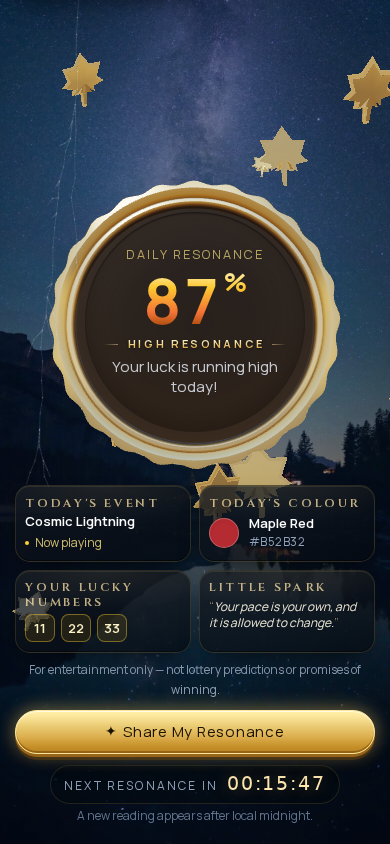 DAILY RESONANCE
87%
HIGH RESONANCE
Your luck is running high
today!
TODAY'S EVENT
Cosmic Lightning
• Now playing
TODAY'S COLOUR
Maple Red
#B52B32
YOUR LUCKY
NUMBERS
11 22 33
LITTLE SPARK
"Your pace is your own, and
it is allowed to change."
For entertainment only — not lottery predictions or promises of
winning.
✦ Share My Resonance
NEXT RESONANCE IN 00:15:47
A new reading appears after local midnight.